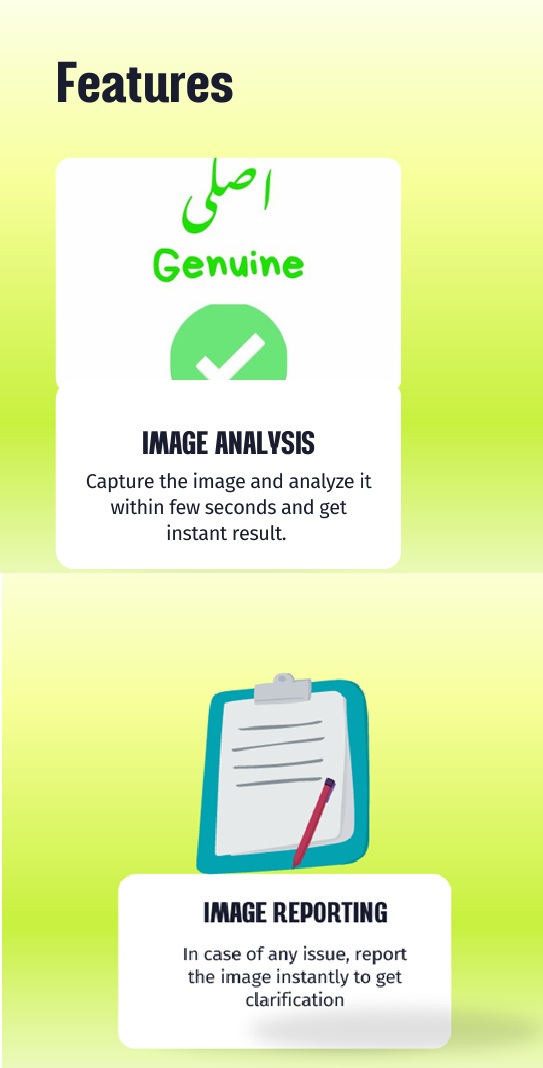 Features
اصلی
Genuine
IMAGE ANALYSIS
Capture the image and analyze it
within few seconds and get
instant result.
IMAGE REPORTING
In case of any issue, report
the image instantly to get
clarification